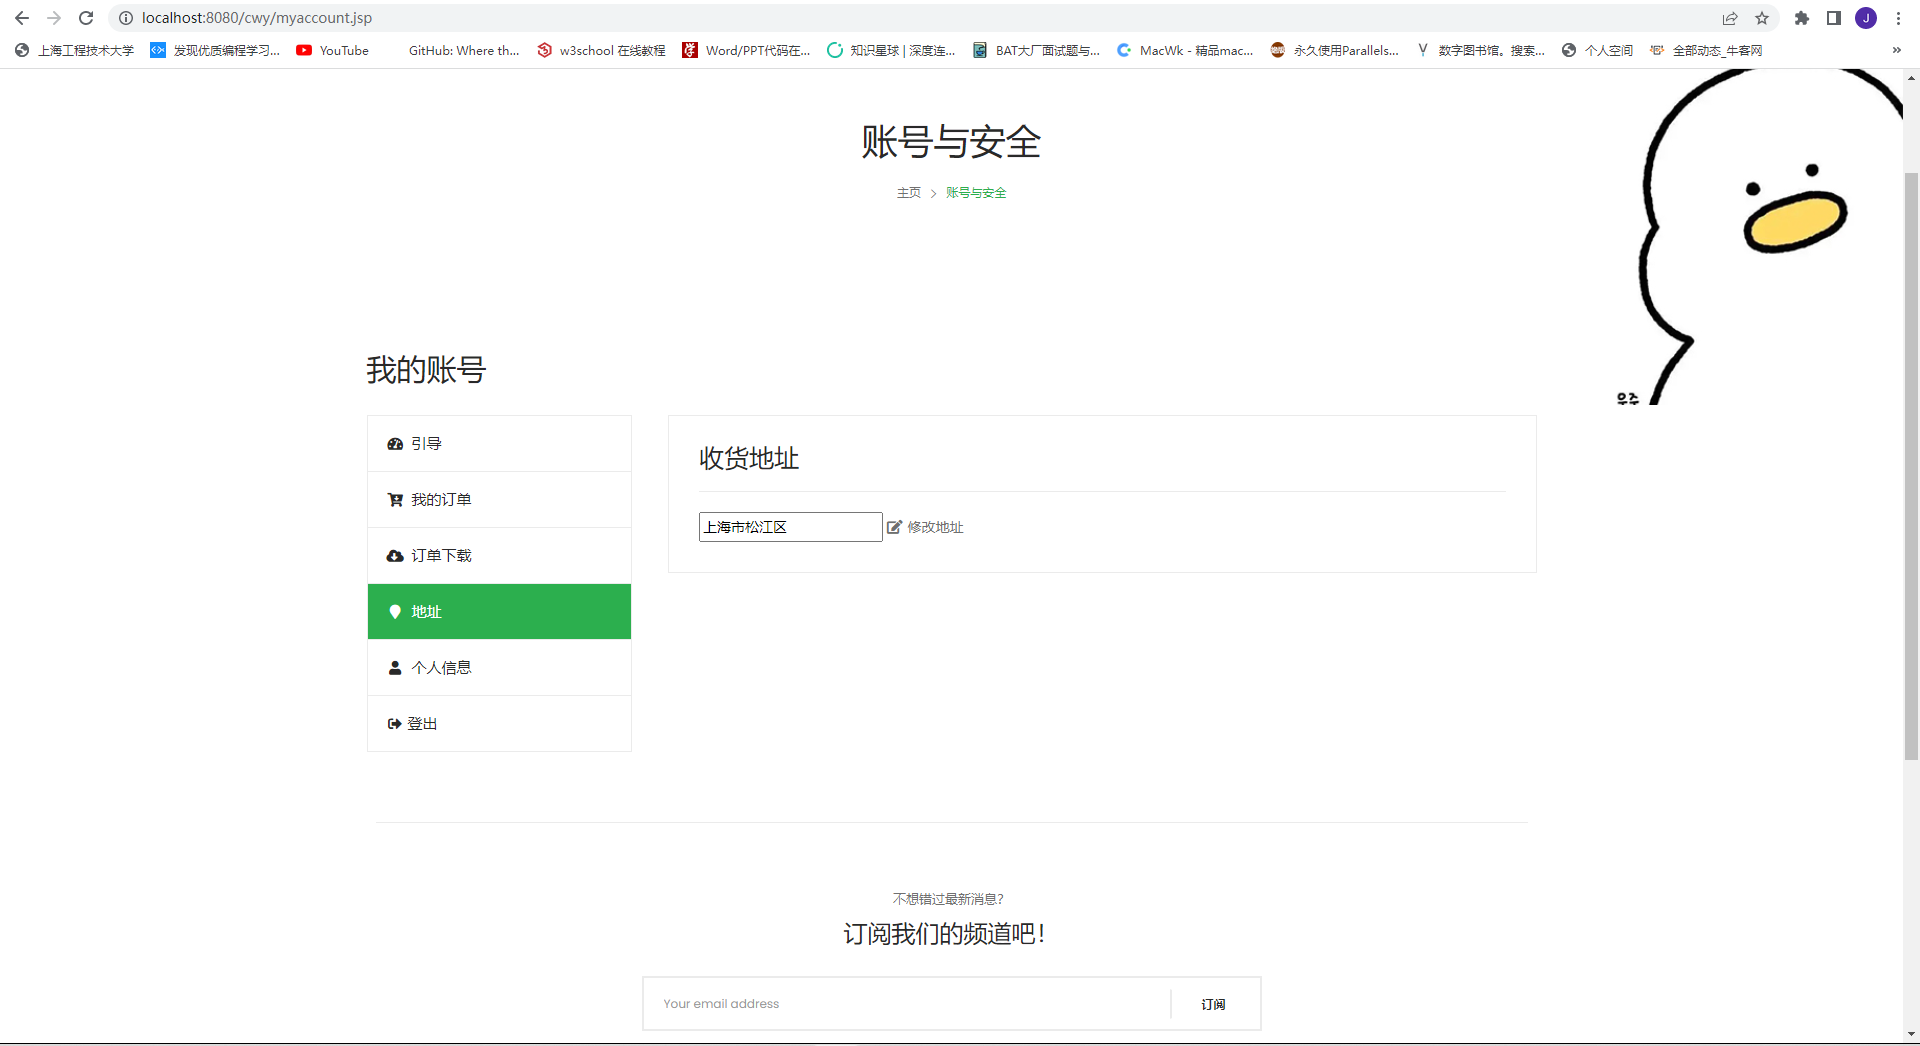 localhost:8080/cwy/myaccount.jsp
J
上海工程技术大学
发现优质编程学习...
YouTube
GitHub: Where th...
w3school 在线教程
Word/PPT代码在...
知识星球 | 深度连...
BAT大厂面试题与...
MacWk - 精品mac...
永久使用Parallels...
数字图书馆。搜索...
个人空间
全部动态_牛客网
»
账号与安全
主页 > 账号与安全
우주
我的账号
引导
我的订单
订单下载
地址
个人信息
登出
收货地址
上海市松江区 修改地址
不想错过最新消息?
订阅我们的频道吧!
Your email address
订阅